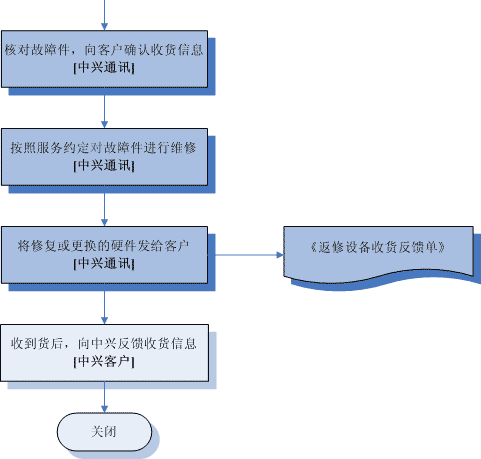 核对故障件，向客户确认收货信息
[中兴通讯]
按照服务约定对故障件进行维修
[中兴通讯]
将修复或更换的硬件发给客户
[中兴通讯]
《返修设备收货反馈单》
收到货后，向中兴反馈收货信息
[中兴客户]
关闭